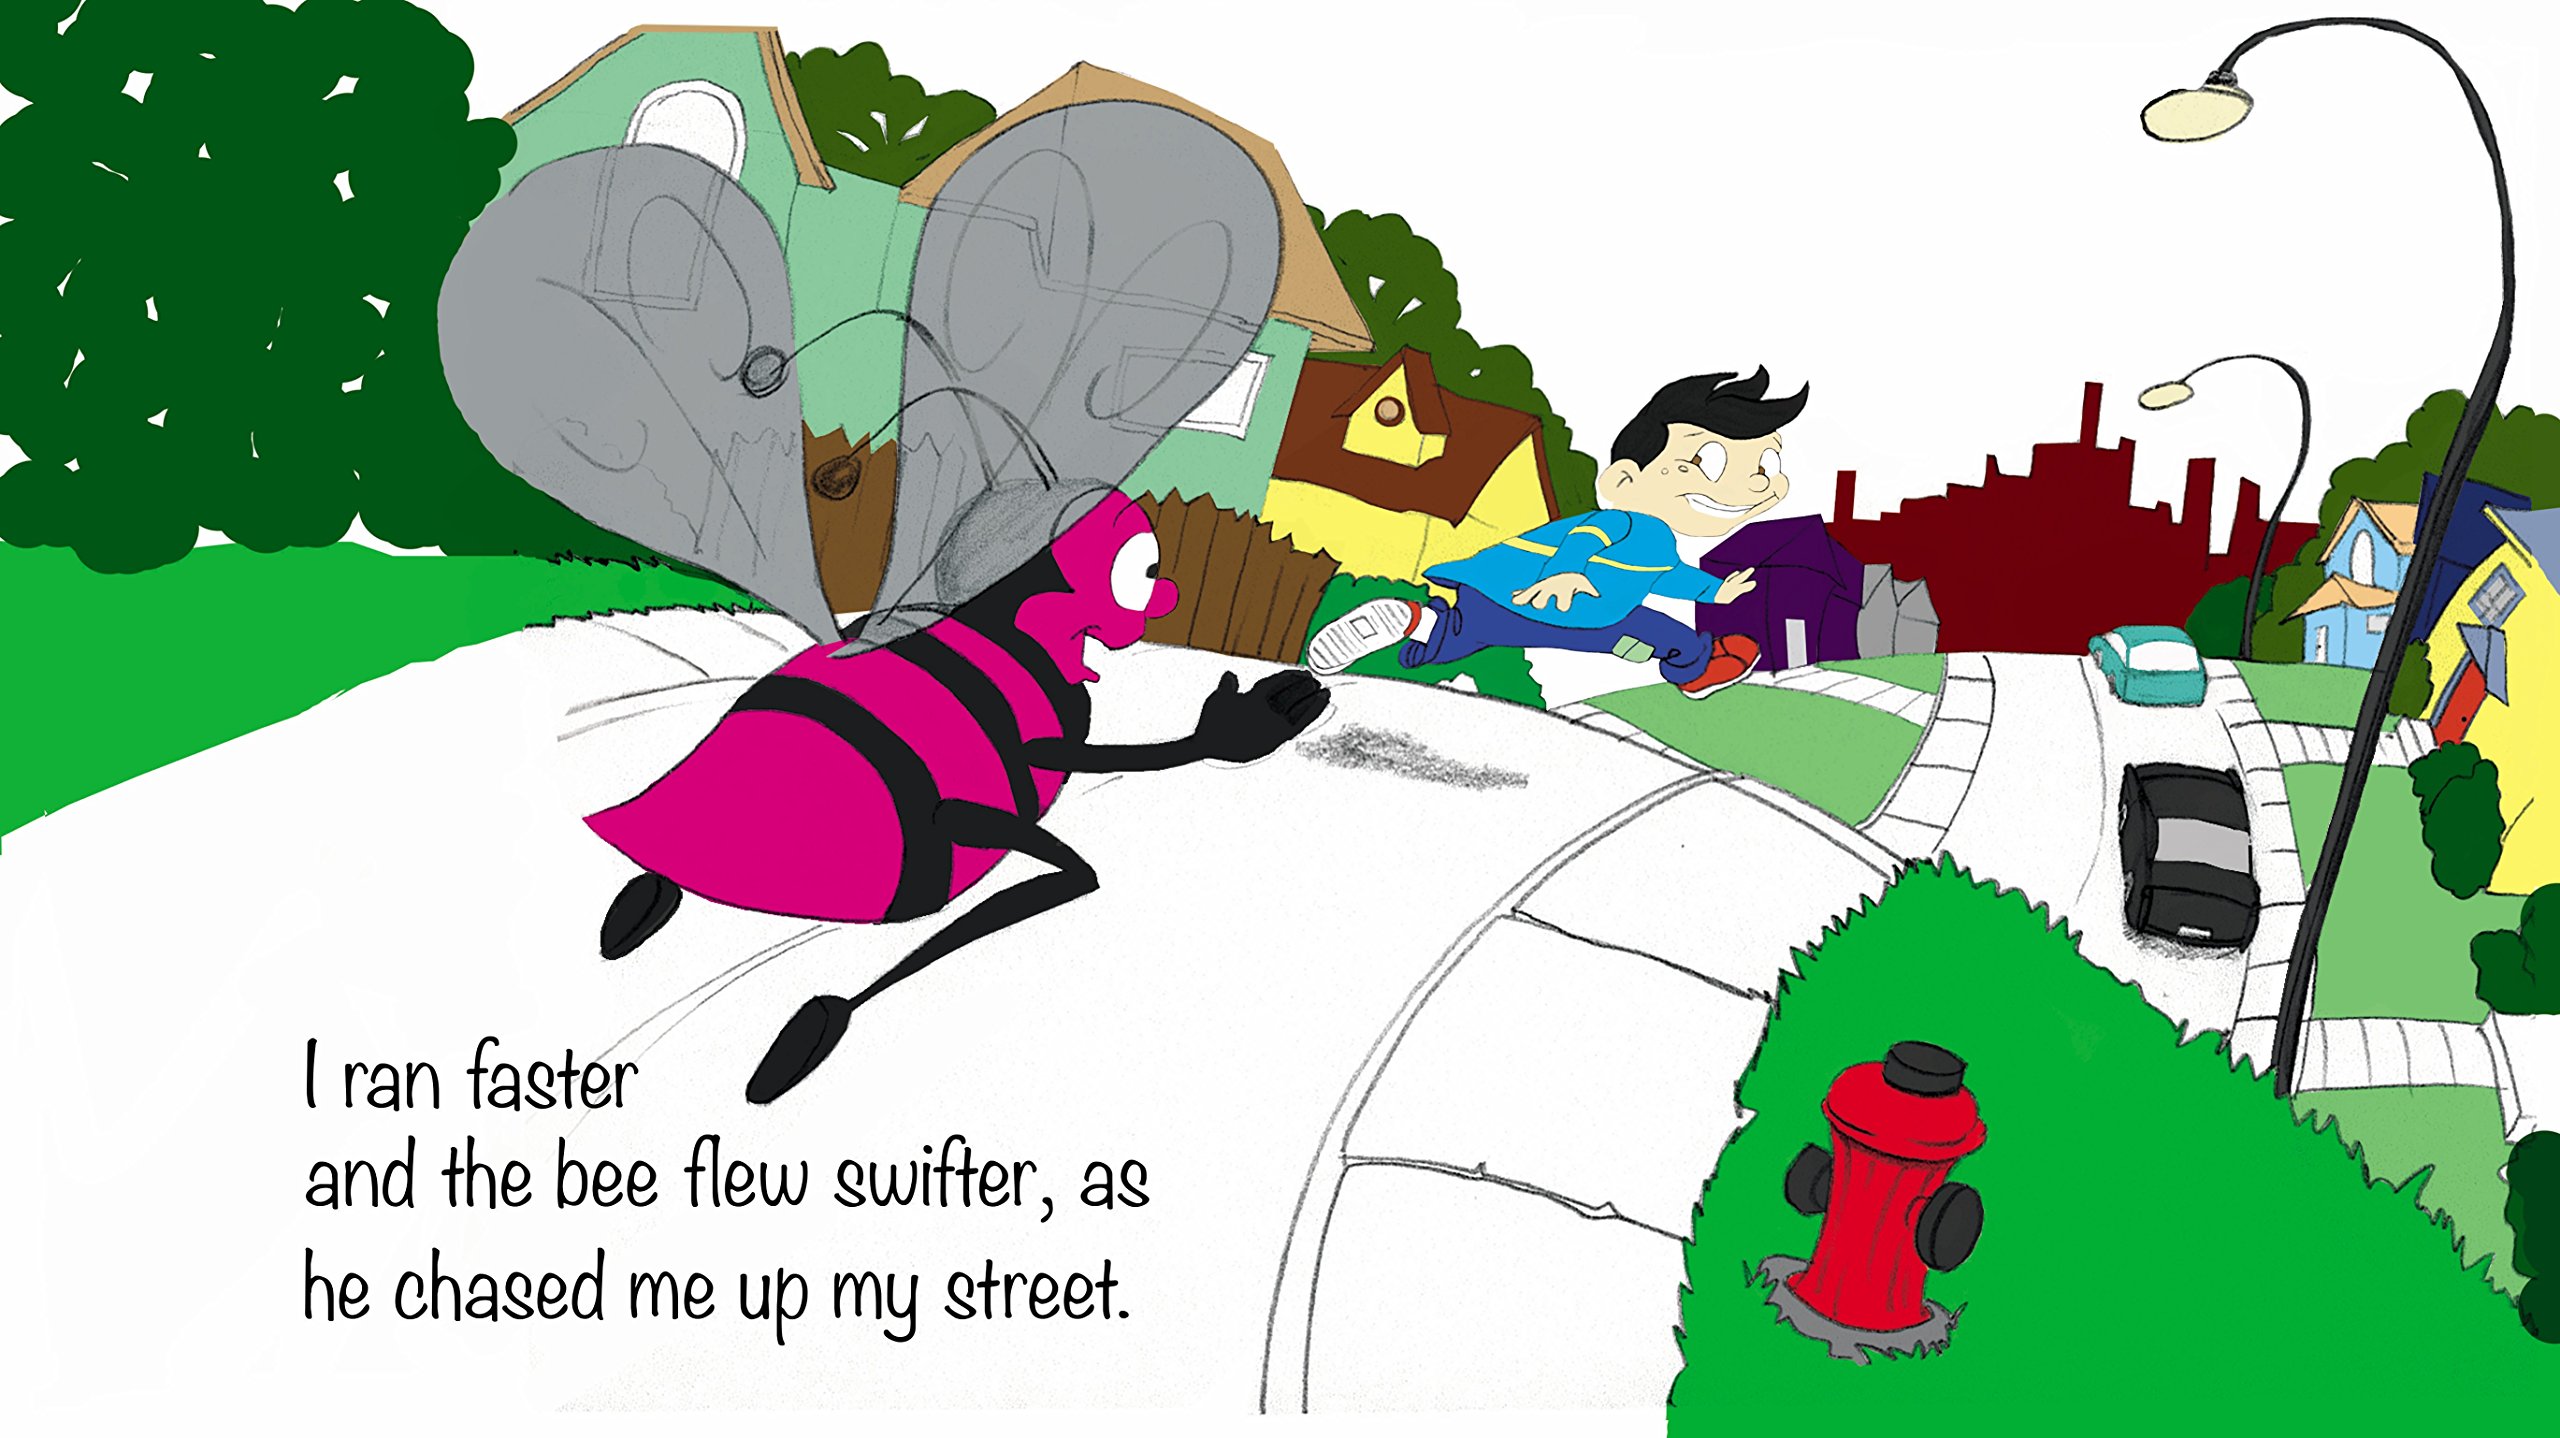 I ran faster
and the bee flew swifter, as
he chased me up my street.